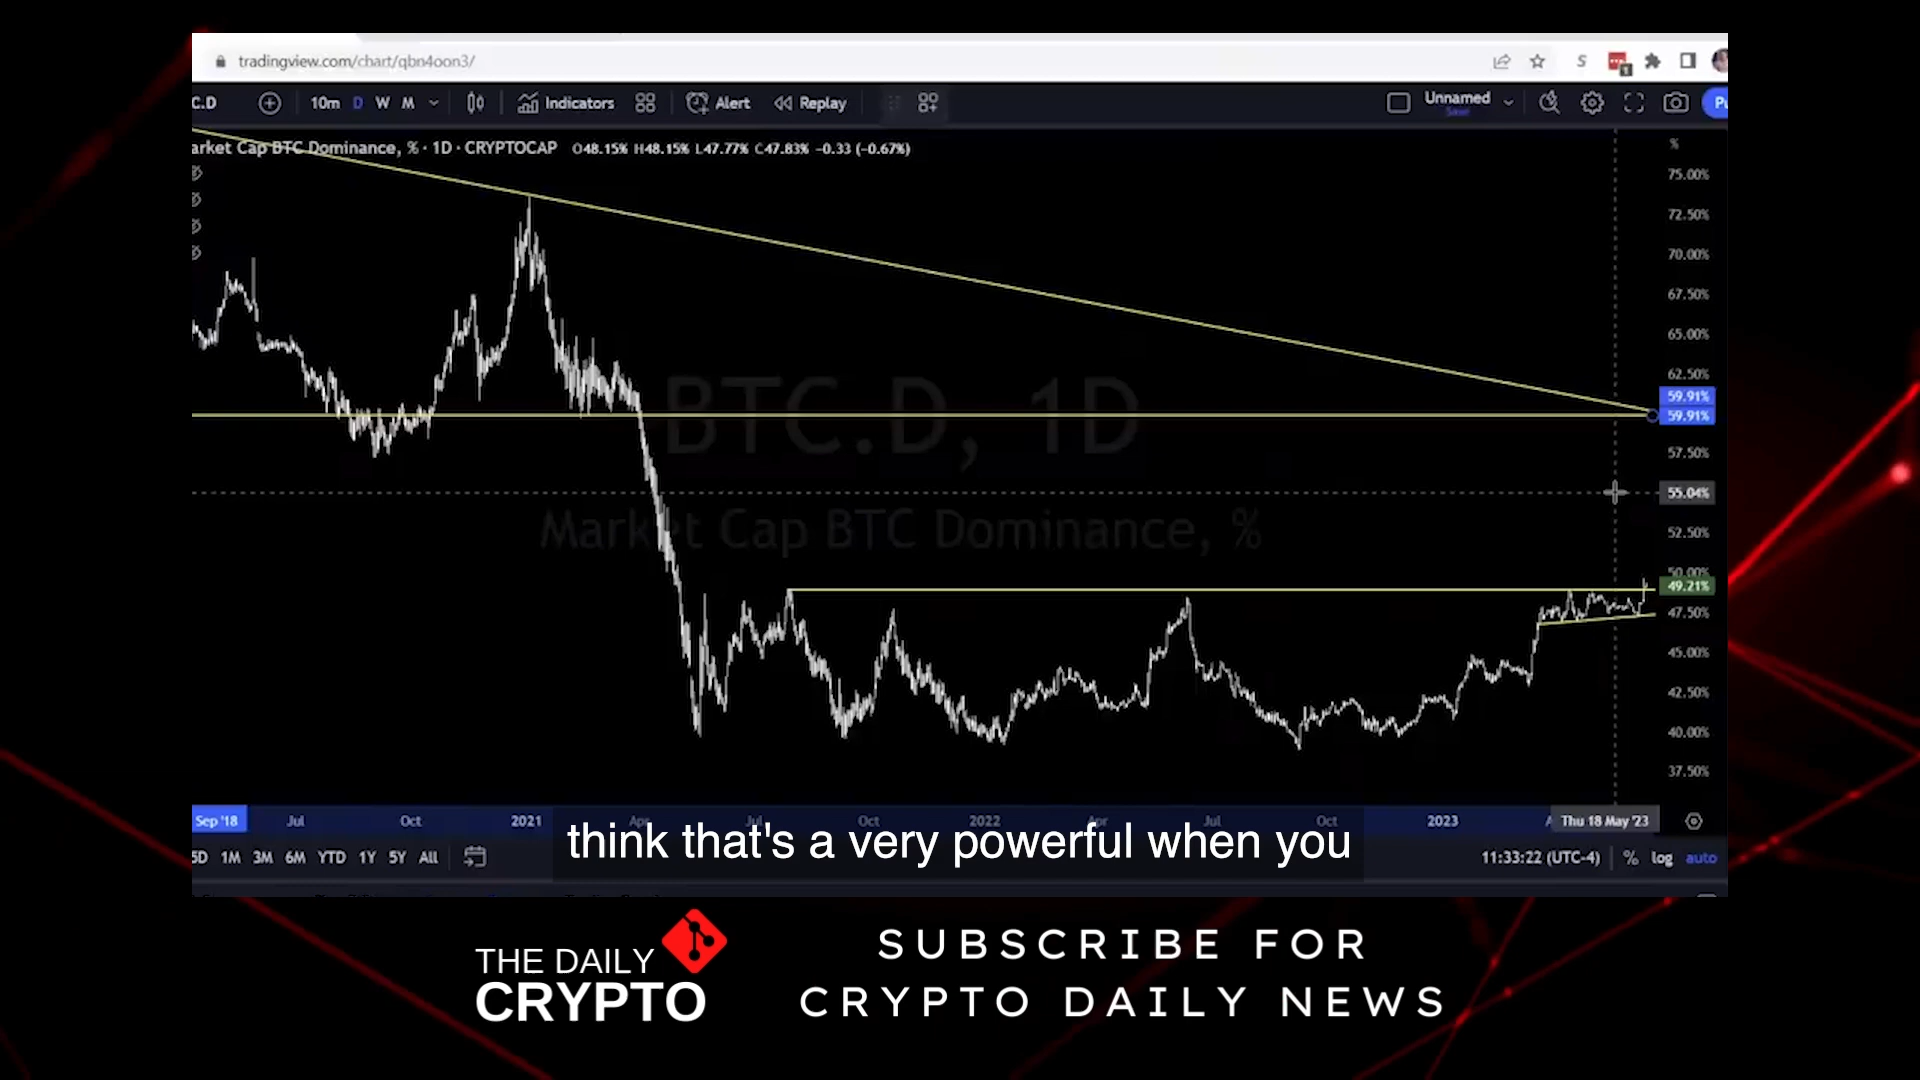 tradingview.com/chart/qbn4oon3/
C.D 10m D W M Indicators Alert Replay Unnamed Save
arket Cap BTC Dominance, % · 1D · CRYPTOCAP O48.15% H48.15% L47.77% C47.83% −0.33 (−0.67%)
%
75.00%
72.50%
70.00%
67.50%
65.00%
62.50%
59.91%
59.91%
57.50%
55.04%
52.50%
50.00%
49.21%
47.50%
45.00%
42.50%
40.00%
37.50%
BTC.D, 1D
Market Cap BTC Dominance, %
Sep '18 Jul Oct 2021 Apr Jul Oct 2022 Apr Jul Oct 2023 A Thu 18 May '23
think that's a very powerful when you
5D 1M 3M 6M YTD 1Y 5Y All 11:33:22 (UTC-4) % log auto
THE DAILY
CRYPTO
SUBSCRIBE FOR
CRYPTO DAILY NEWS